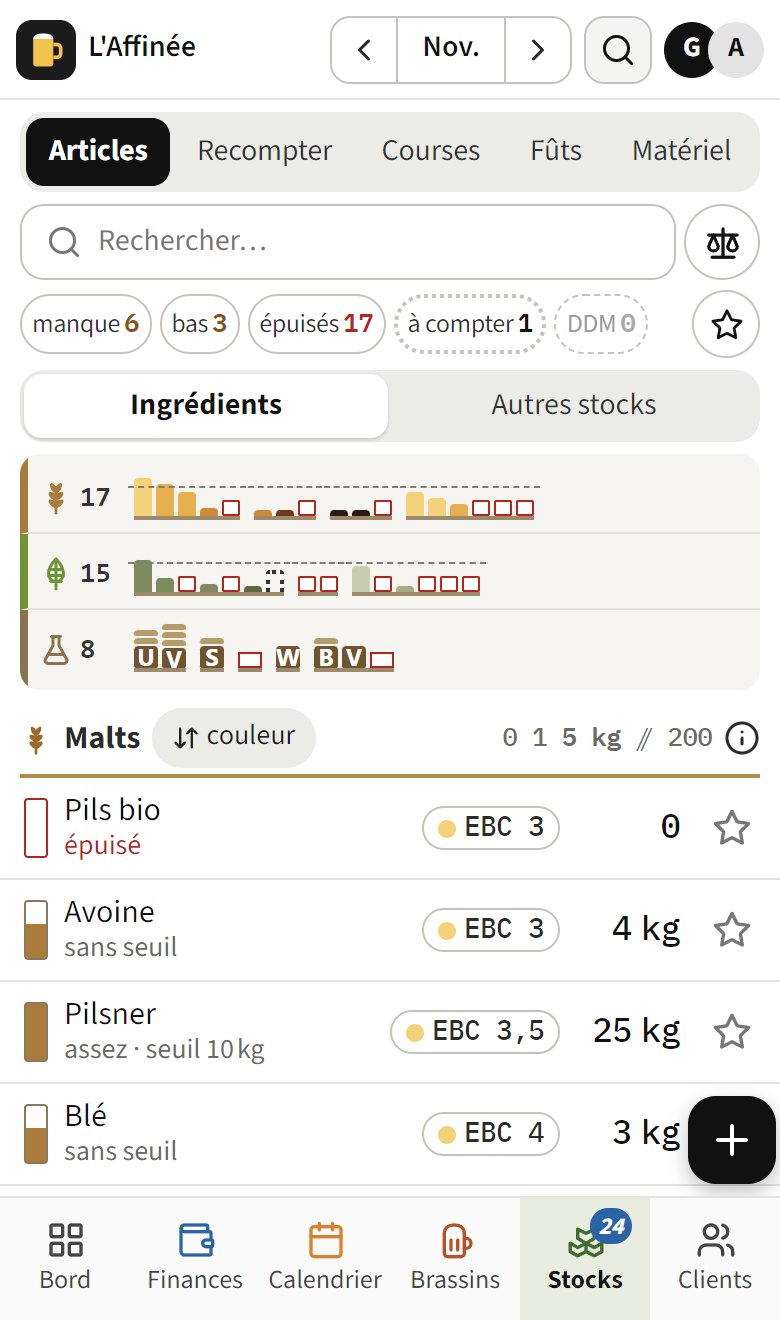 L'Affinée
Nov.
G A
Articles Recompter Courses Fûts Matériel
Rechercher…
manque 6 bas 3 épuisés 17 à compter 1 DDM 0
Ingrédients Autres stocks
17
15
8 U V S W B V
Malts couleur 0 1 5 kg // 200
Pils bio EBC 3 0
épuisé
Avoine EBC 3 4 kg
sans seuil
Pilsner EBC 3,5 25 kg
assez · seuil 10 kg
Blé EBC 4 3 kg
sans seuil
+
24
Bord Finances Calendrier Brassins Stocks Clients